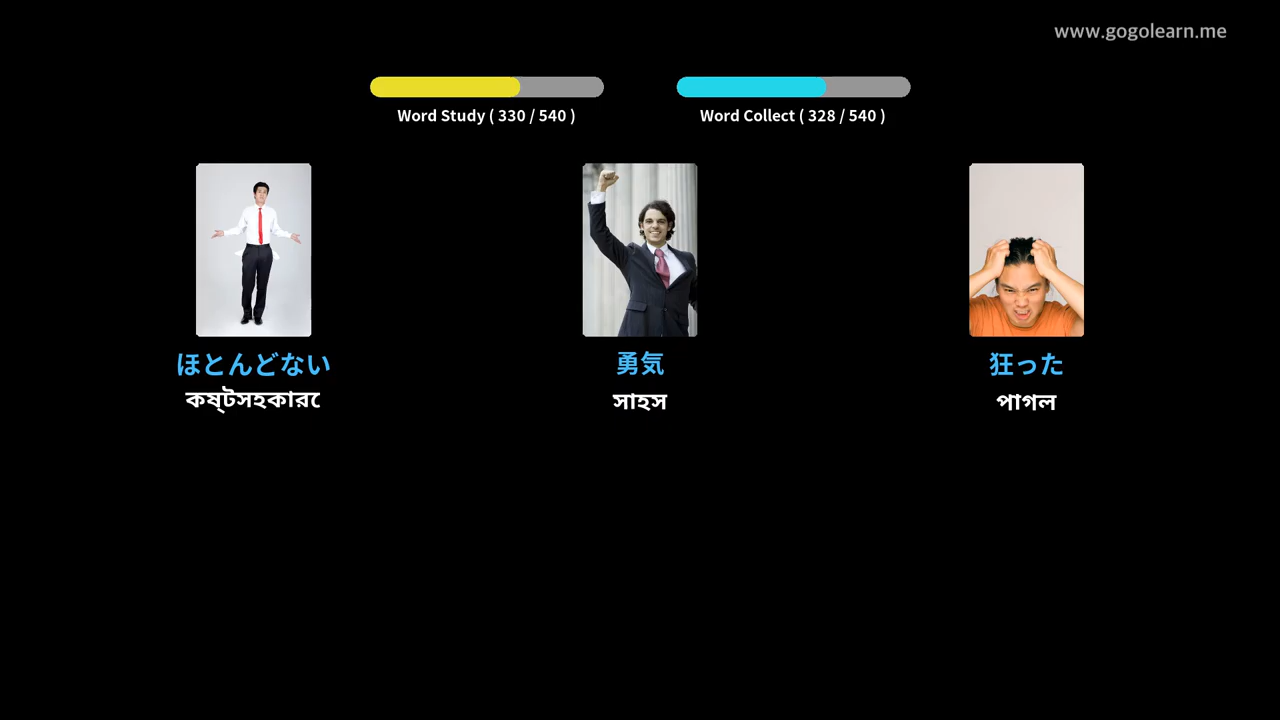 www.gogolearn.me
Word Study ( 330 / 540 )
Word Collect ( 328 / 540 )
ほとんどない
勇気
狂った
কষ্টসহকারে
সাহস
পাগল